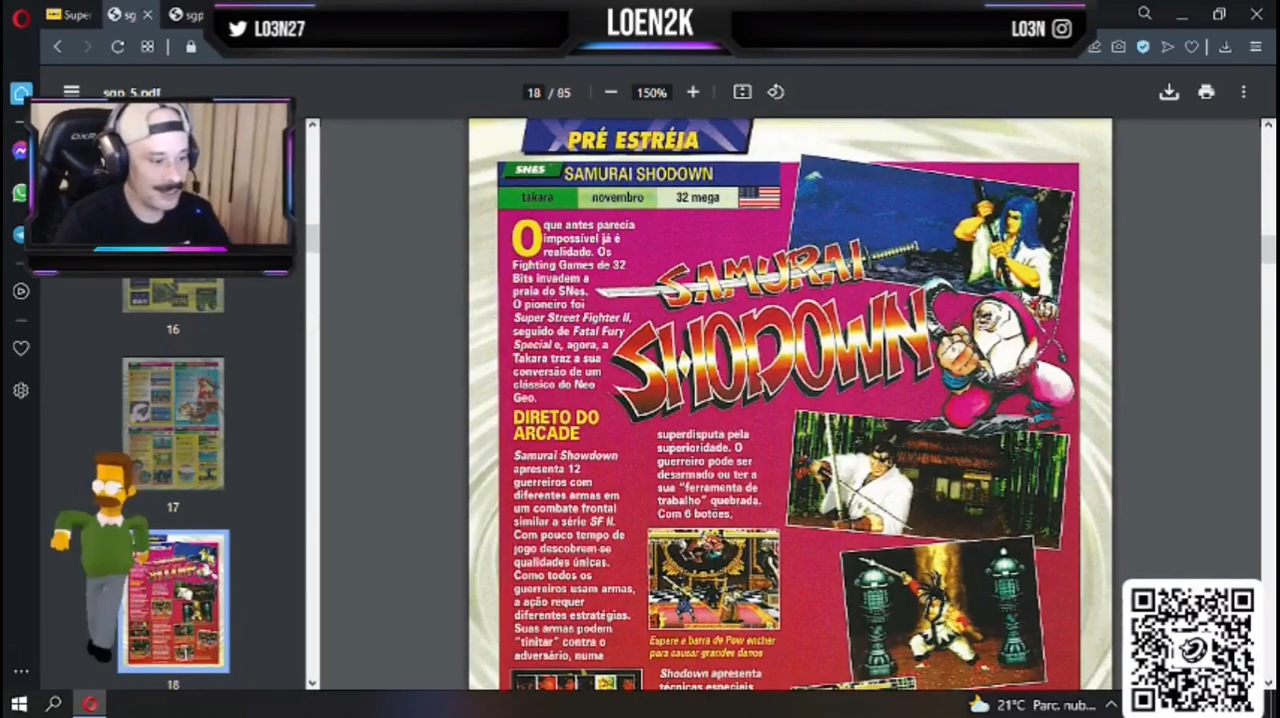 Super
sg
sgp
LO3N27
LOEN2K
LO3N
sgp_5.pdf
18 / 85
150%
PRÉ ESTRÉIA
SNES SAMURAI SHODOWN
takara novembro 32 mega
O que antes parecia
impossível já é
realidade. Os
Fighting Games de 32
Bits invadem a
praia do SNes.
O pioneiro foi
Super Street Fighter II,
seguido de Fatal Fury
Special e, agora, a
Takara traz a sua
conversão de um
clássico do Neo
Geo.
SAMURAI
SHODOWN
DIRETO DO
ARCADE
Samurai Showdown
apresenta 12
guerreiros com
diferentes armas em
um combate frontal
similar a série SF II.
Com pouco tempo de
jogo descobrem-se
qualidades únicas.
Como todos os
guerreiros usam armas,
a ação requer
diferentes estratégias.
Suas armas podem
"tinitar" contra o
adversário, numa
superdisputa pela
superioridade. O
guerreiro pode ser
desarmado ou ter a
sua "ferramenta de
trabalho" quebrada.
Com 6 botões,
Espere a barra de Pow encher
para causar grandes danos
Shodown apresenta
técnicas especiais
16
17
18
21°C Parc. nub...